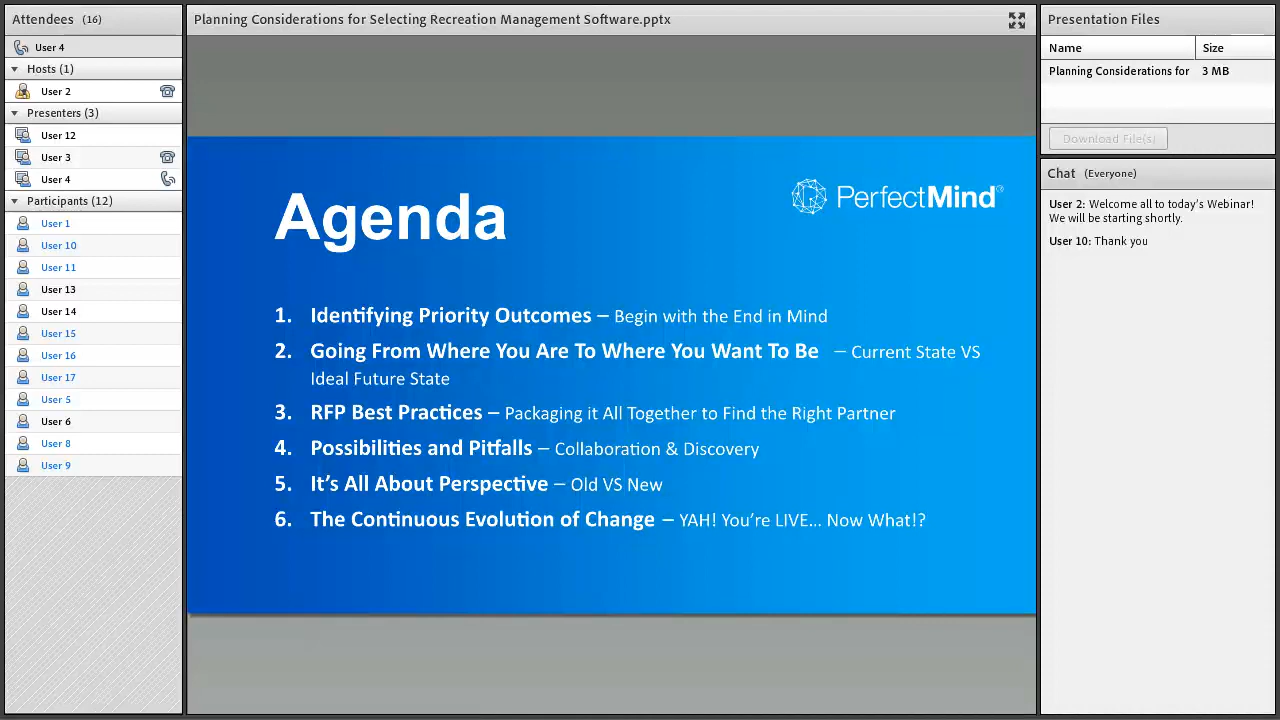 Attendees (16)
User 4
Hosts (1)
User 2
Presenters (3)
User 12
User 3
User 4
Participants (12)
User 1
User 10
User 11
User 13
User 14
User 15
User 16
User 17
User 5
User 6
User 8
User 9
Planning Considerations for Selecting Recreation Management Software.pptx
Agenda
PerfectMind®
1. Identifying Priority Outcomes – Begin with the End in Mind
2. Going From Where You Are To Where You Want To Be – Current State VS
Ideal Future State
3. RFP Best Practices – Packaging it All Together to Find the Right Partner
4. Possibilities and Pitfalls – Collaboration & Discovery
5. It’s All About Perspective – Old VS New
6. The Continuous Evolution of Change – YAH! You’re LIVE... Now What!?
Presentation Files
Name Size
Planning Considerations for 3 MB
Download File(s)
Chat (Everyone)
User 2: Welcome all to today's Webinar!
We will be starting shortly.
User 10: Thank you